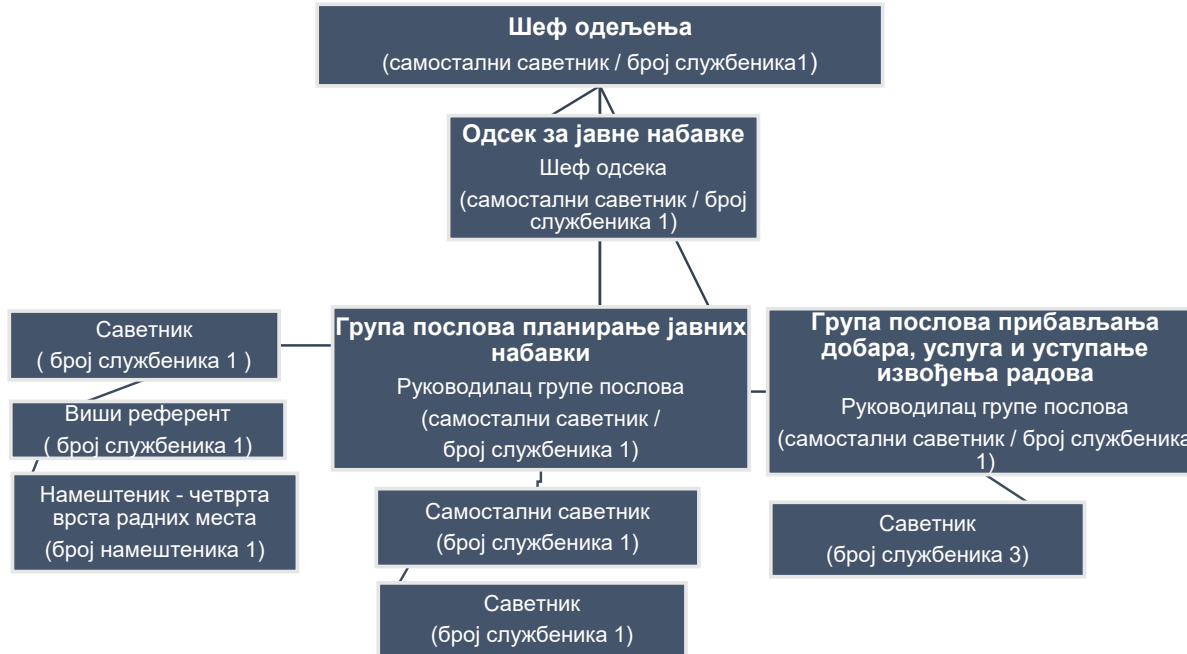 Шеф одељења
(самостални саветник / број службеника1)
Одсек за јавне набавке
Шеф одсека
(самостални саветник / број
службеника 1)
Саветник
( број службеника 1 )
Виши референт
( број службеника 1)
Намештеник - четврта
врста радних места
(број намештеника 1)
Група послова планирање јавних
набавки
Руководилац групе послова
(самостални саветник /
број службеника 1)
Самостални саветник
(број службеника 1)
Саветник
(број службеника 1)
Група послова прибављања
добара, услуга и уступање
извођења радова
Руководилац групе послова
(самостални саветник / број службеника
1)
Саветник
(број службеника 3)